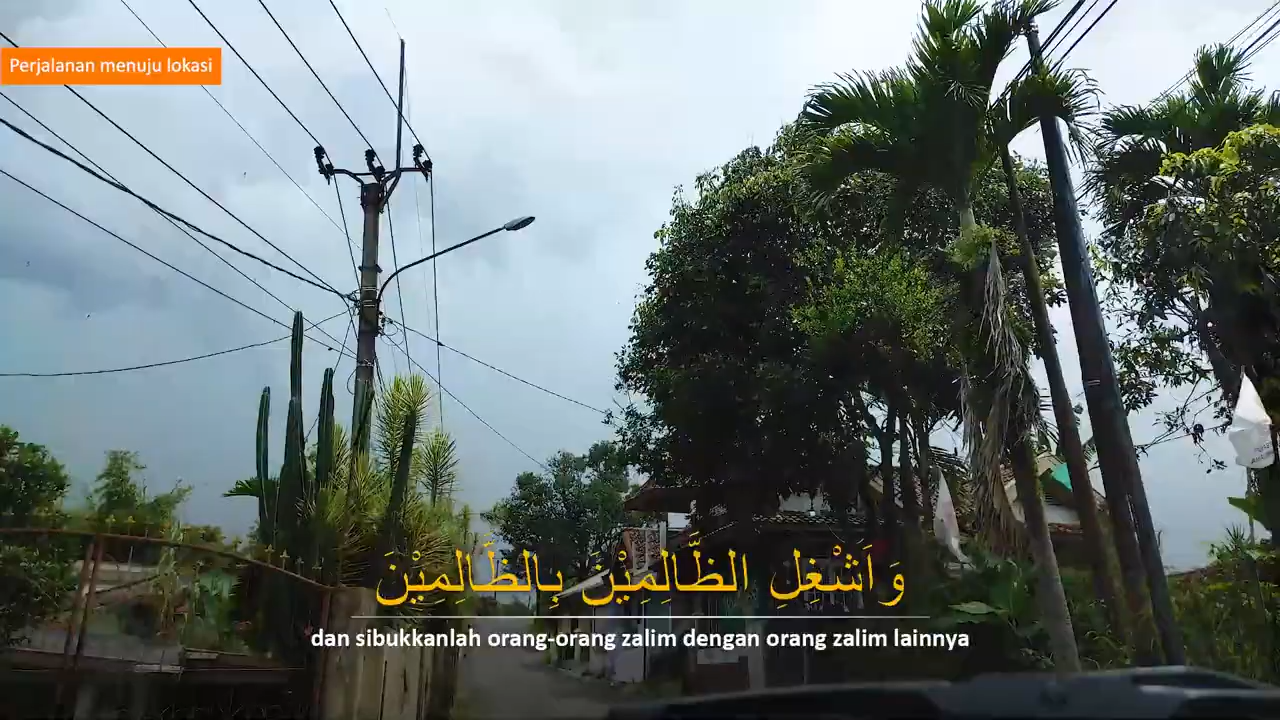 Perjalanan menuju lokasi
وَاَشْغِلِ الظَّالِمِيْنَ بِالظَّالِمِيْنَ
dan sibukkanlah orang-orang zalim dengan orang zalim lainnya